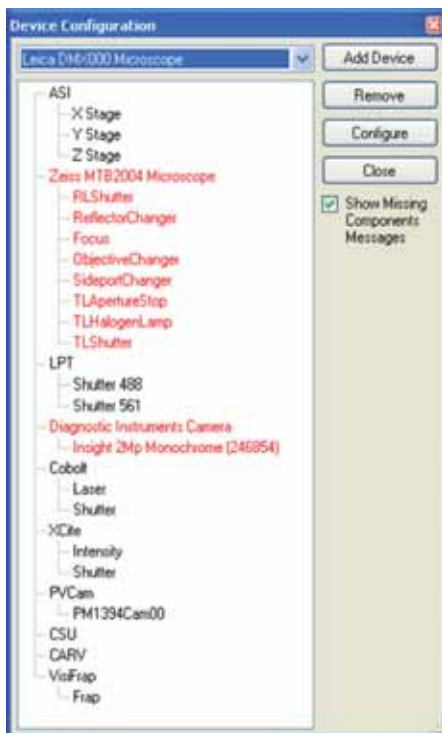 Device Configuration
Leica DMX000 Microscope
Add Device
Remove
Configure
Close
Show Missing
Components
Messages
ASI
X Stage
Y Stage
Z Stage
Zeiss MTB2004 Microscope
RLShutter
ReflectorChanger
Focus
ObjectiveChanger
SideportChanger
TLApertureStop
TLHalogenLamp
TLShutter
LPT
Shutter 488
Shutter 561
Diagnostic Instruments Camera
Insight 2Mp Monochrome (246854)
Cobolt
Laser
Shutter
XCite
Intensity
Shutter
PVCam
PM1394Cam00
CSU
CARV
VisiFrap
Frap